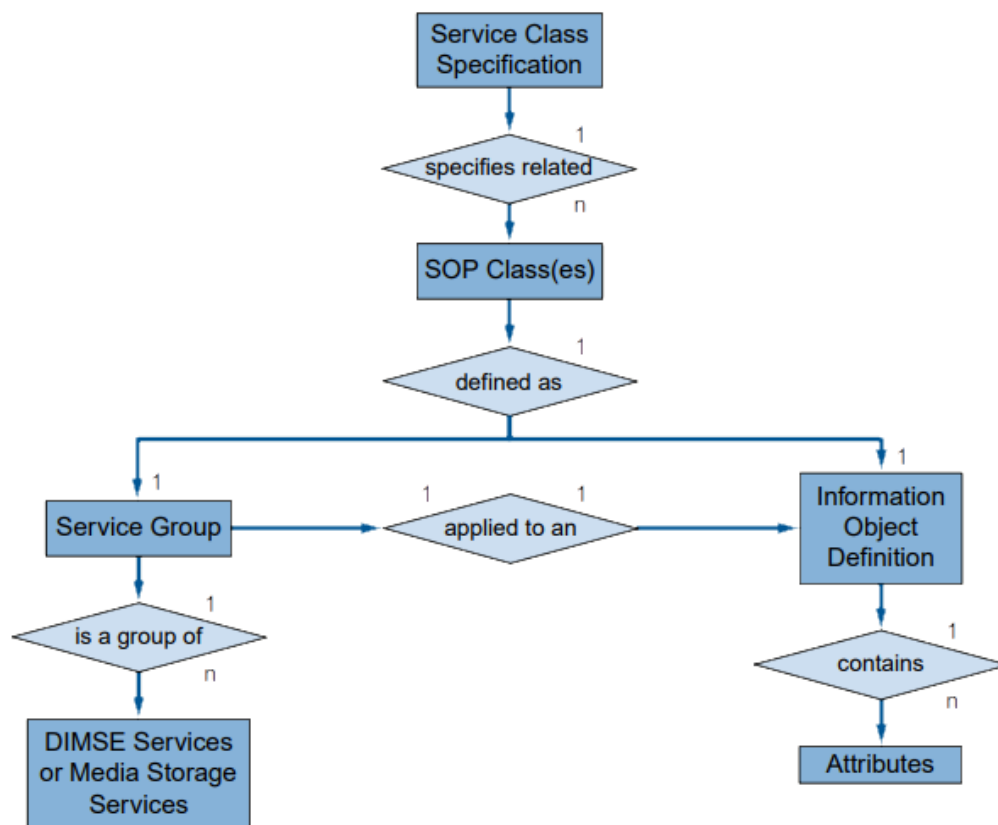 Service Class
Specification
1
specifies related
n
SOP Class(es)
1
defined as
1
1
Service Group
1
applied to an
1
Information
Object
Definition
1
is a group of
n
1
contains
n
DIMSE Services
or Media Storage
Services
Attributes